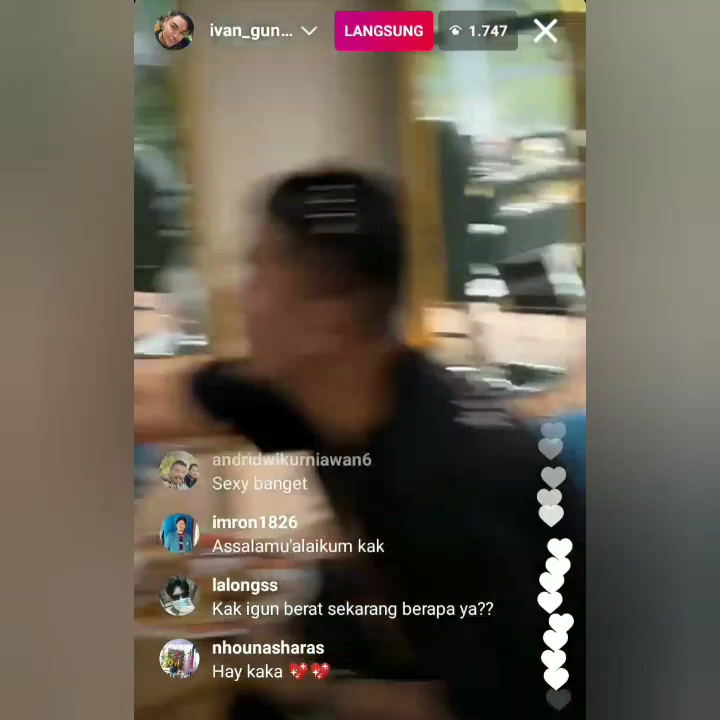 ivan_gun...
LANGSUNG
1.747
andridwikurniawan6
Sexy banget
imron1826
Assalamu'alaikum kak
lalongss
Kak igun berat sekarang berapa ya??
nhounasharas
Hay kaka 💖💖